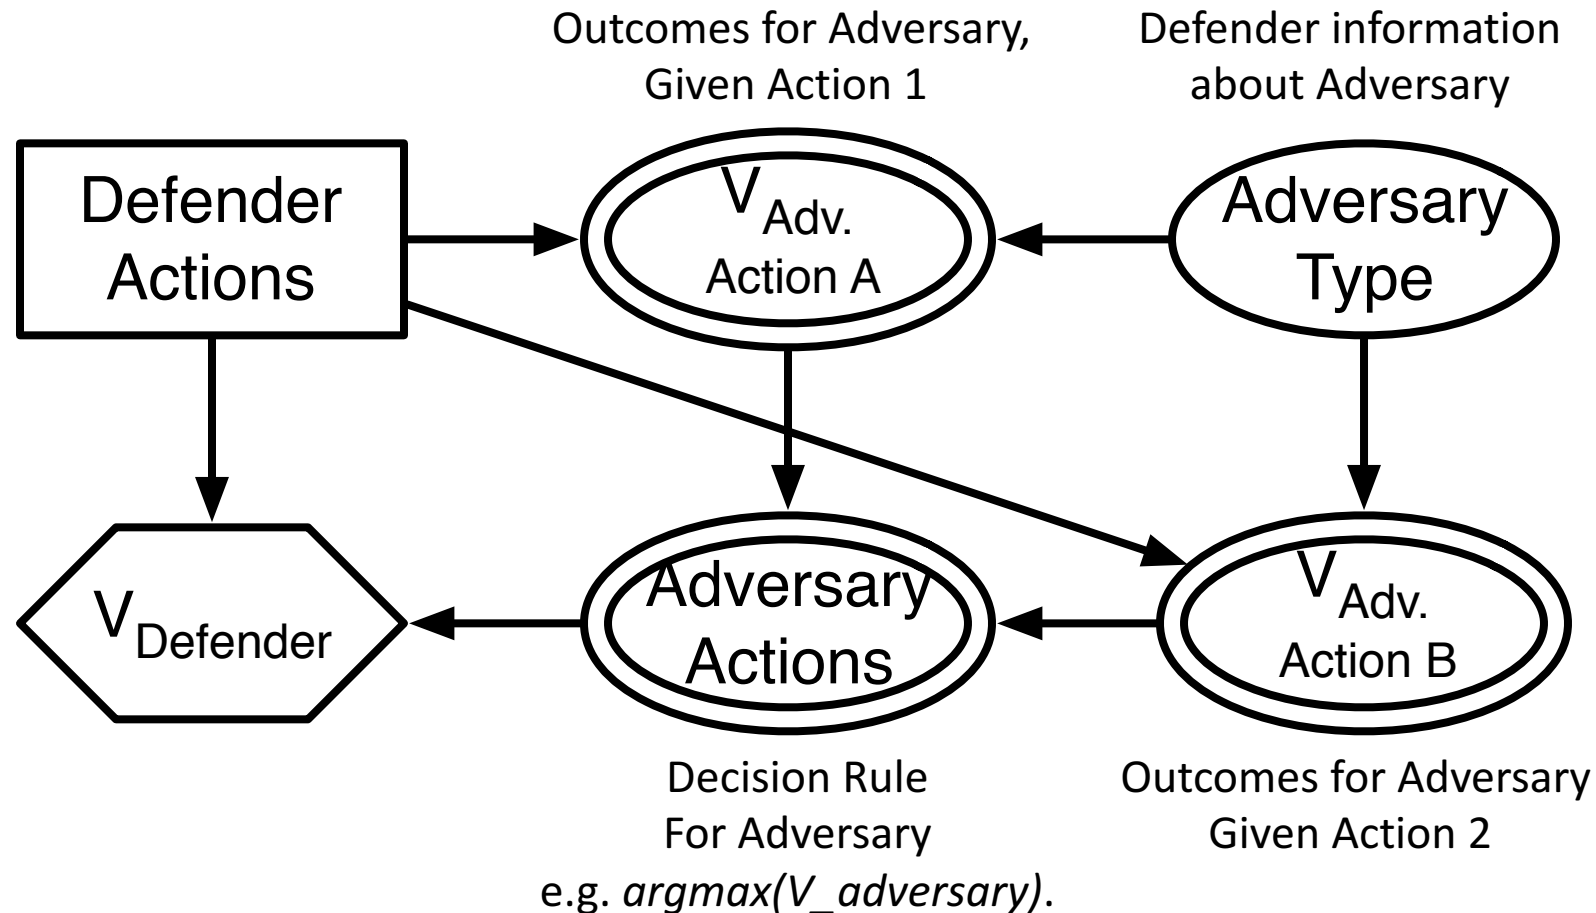 Outcomes for Adversary,
Given Action 1
Defender information
about Adversary
Defender
Actions
V Adv.
Action A
Adversary
Type
V Defender
Adversary
Actions
V Adv.
Action B
Decision Rule
For Adversary
e.g. argmax(V_adversary).
Outcomes for Adversary
Given Action 2